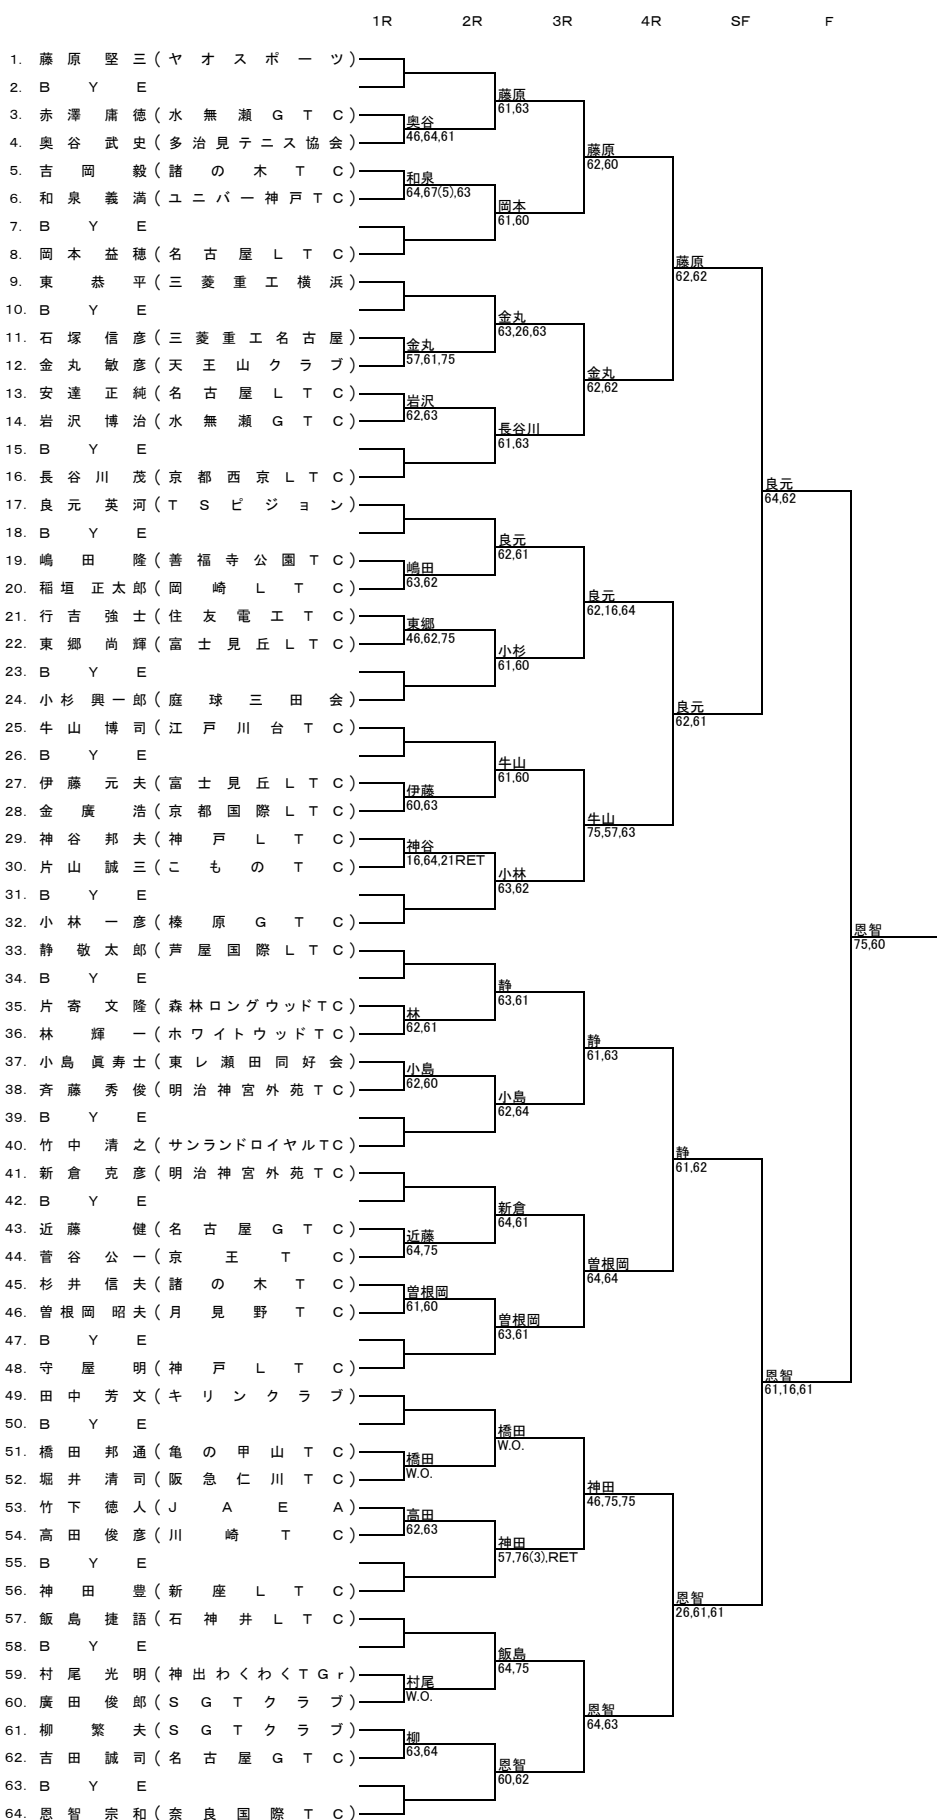 1R 2R 3R 4R SF F
1. 藤原 堅三 (ヤオスポーツ)
2. BYE
藤原
61,63
3. 赤澤 庸徳 (水無瀬GTC)
奥谷
46,64,61
4. 奥谷 武史 (多治見テニス協会)
藤原
62,60
5. 吉岡 毅 (諸の木TC)
和泉
64,67(5),63
6. 和泉 義満 (ユニバー神戸TC)
岡本
61,60
7. BYE
8. 岡本 益穂 (名古屋LTC)
藤原
62,62
9. 東 恭平 (三菱重工横浜)
10. BYE
金丸
63,26,63
11. 石塚 信彦 (三菱重工名古屋)
金丸
57,61,75
12. 金丸 敏彦 (天王山クラブ)
金丸
62,62
13. 安達 正純 (名古屋LTC)
岩沢
62,63
14. 岩沢 博治 (水無瀬GTC)
長谷川
61,63
15. BYE
16. 長谷川 茂 (京都西京LTC)
良元
64,62
17. 良元 英河 (TSピジョン)
18. BYE
良元
62,61
19. 嶋田 隆 (善福寺公園TC)
嶋田
63,62
20. 稲垣 正太郎 (岡崎LTC)
良元
62,16,64
21. 行吉 強士 (住友電工TC)
東郷
46,62,75
22. 東郷 尚輝 (富士見丘LTC)
小杉
61,60
23. BYE
24. 小杉 興一郎 (庭球三田会)
良元
62,61
25. 牛山 博司 (江戸川台TC)
26. BYE
牛山
61,60
27. 伊藤 元夫 (富士見丘LTC)
伊藤
60,63
28. 金廣 浩 (京都国際LTC)
牛山
75,57,63
29. 神谷 邦夫 (神戸LTC)
神谷
16,64,21RET
30. 片山 誠三 (こものTC)
小林
63,62
31. BYE
32. 小林 一彦 (榛原GTC)
恩智
75,60
33. 静 敬太郎 (芦屋国際LTC)
34. BYE
静
63,61
35. 片寄 文隆 (森林ロングウッドTC)
林
62,61
36. 林 輝一 (ホワイトウッドTC)
静
61,63
37. 小島 眞寿士 (東レ瀬田同好会)
小島
62,60
38. 斉藤 秀俊 (明治神宮外苑TC)
小島
62,64
39. BYE
40. 竹中 清之 (サンランドロイヤルTC)
静
61,62
41. 新倉 克彦 (明治神宮外苑TC)
42. BYE
新倉
64,61
43. 近藤 健 (名古屋GTC)
近藤
64,75
44. 菅谷 公一 (京王TC)
曽根岡
64,64
45. 杉井 信夫 (諸の木TC)
曽根岡
61,60
46. 曽根岡 昭夫 (月見野TC)
曽根岡
63,61
47. BYE
48. 守屋 明 (神戸LTC)
恩智
61,16,61
49. 田中 芳文 (キリンクラブ)
50. BYE
橋田
W.O.
51. 橋田 邦通 (亀の甲山TC)
橋田
W.O.
52. 堀井 清司 (阪急仁川TC)
神田
46,75,75
53. 竹下 徳人 (JAEA)
高田
62,63
54. 高田 俊彦 (川崎TC)
神田
57,76(3),RET
55. BYE
56. 神田 豊 (新座LTC)
恩智
26,61,61
57. 飯島 捷語 (石神井LTC)
58. BYE
飯島
64,75
59. 村尾 光明 (神出わくわくTGr)
村尾
W.O.
60. 廣田 俊郎 (SGTクラブ)
恩智
64,63
61. 柳 繁夫 (SGTクラブ)
柳
63,64
62. 吉田 誠司 (名古屋GTC)
恩智
60,62
63. BYE
64. 恩智 宗和 (奈良国際TC)